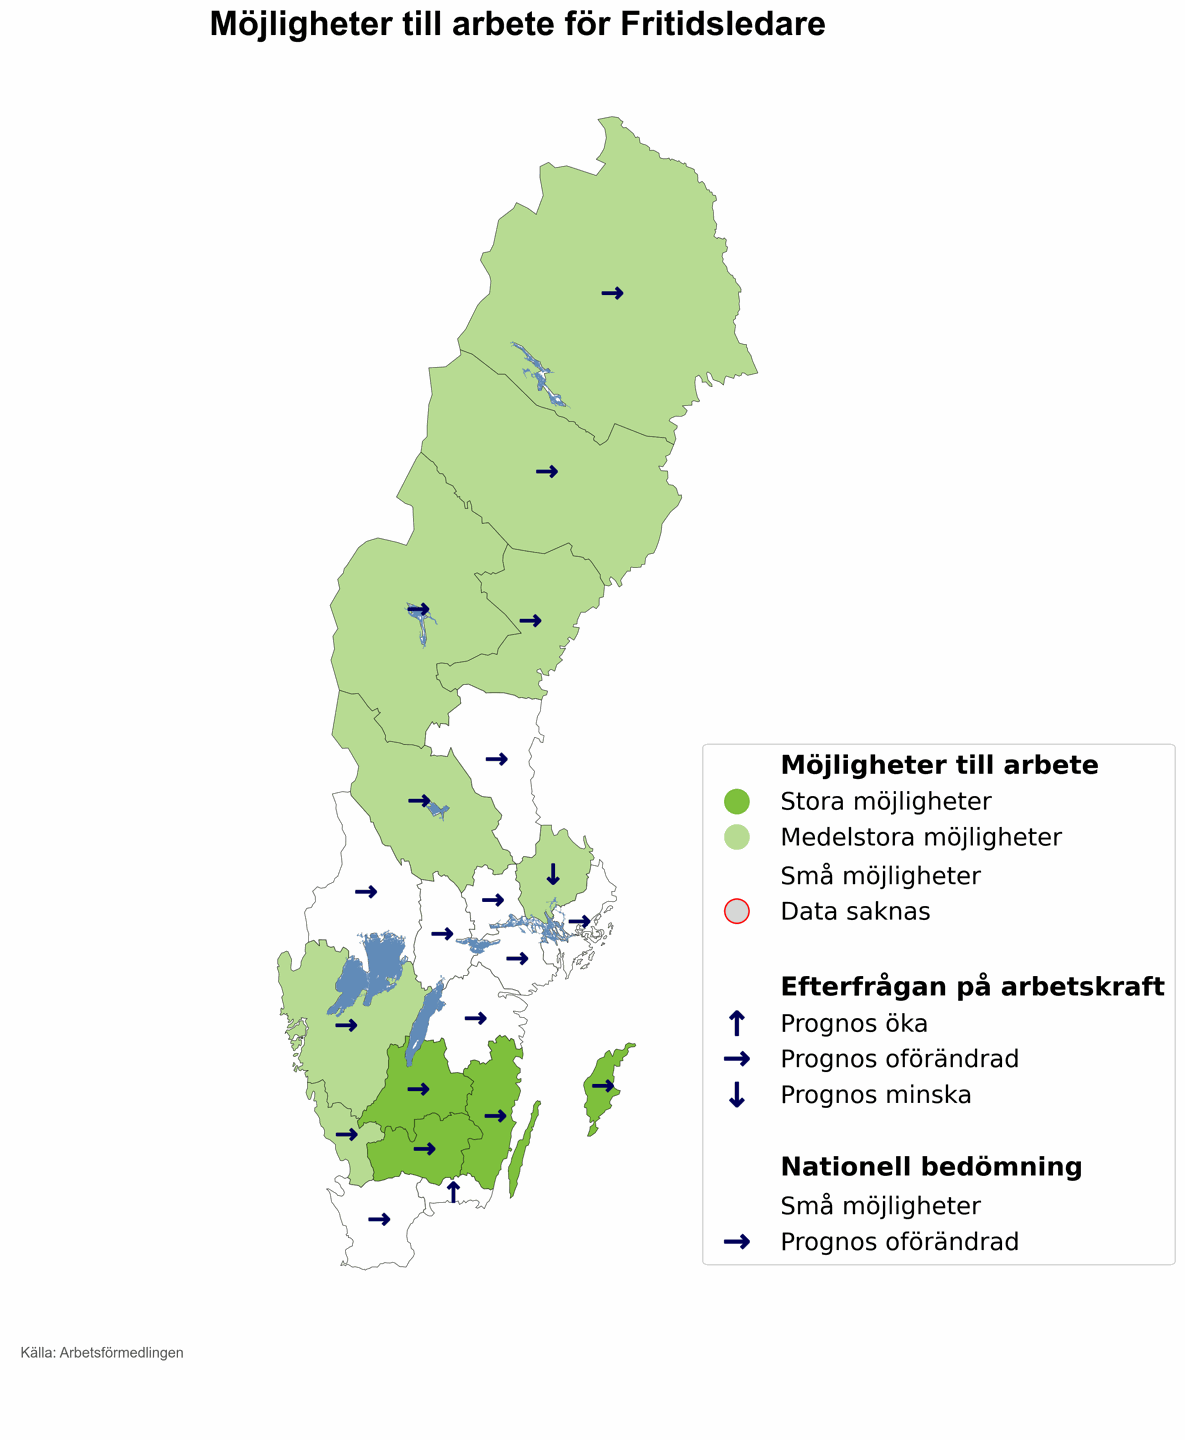 Möjligheter till arbete för Fritidsledare
Möjligheter till arbete
Stora möjligheter
Medelstora möjligheter
Små möjligheter
Data saknas
Efterfrågan på arbetskraft
Prognos öka
Prognos oförändrad
Prognos minska
Nationell bedömning
Små möjligheter
Prognos oförändrad
Källa: Arbetsförmedlingen